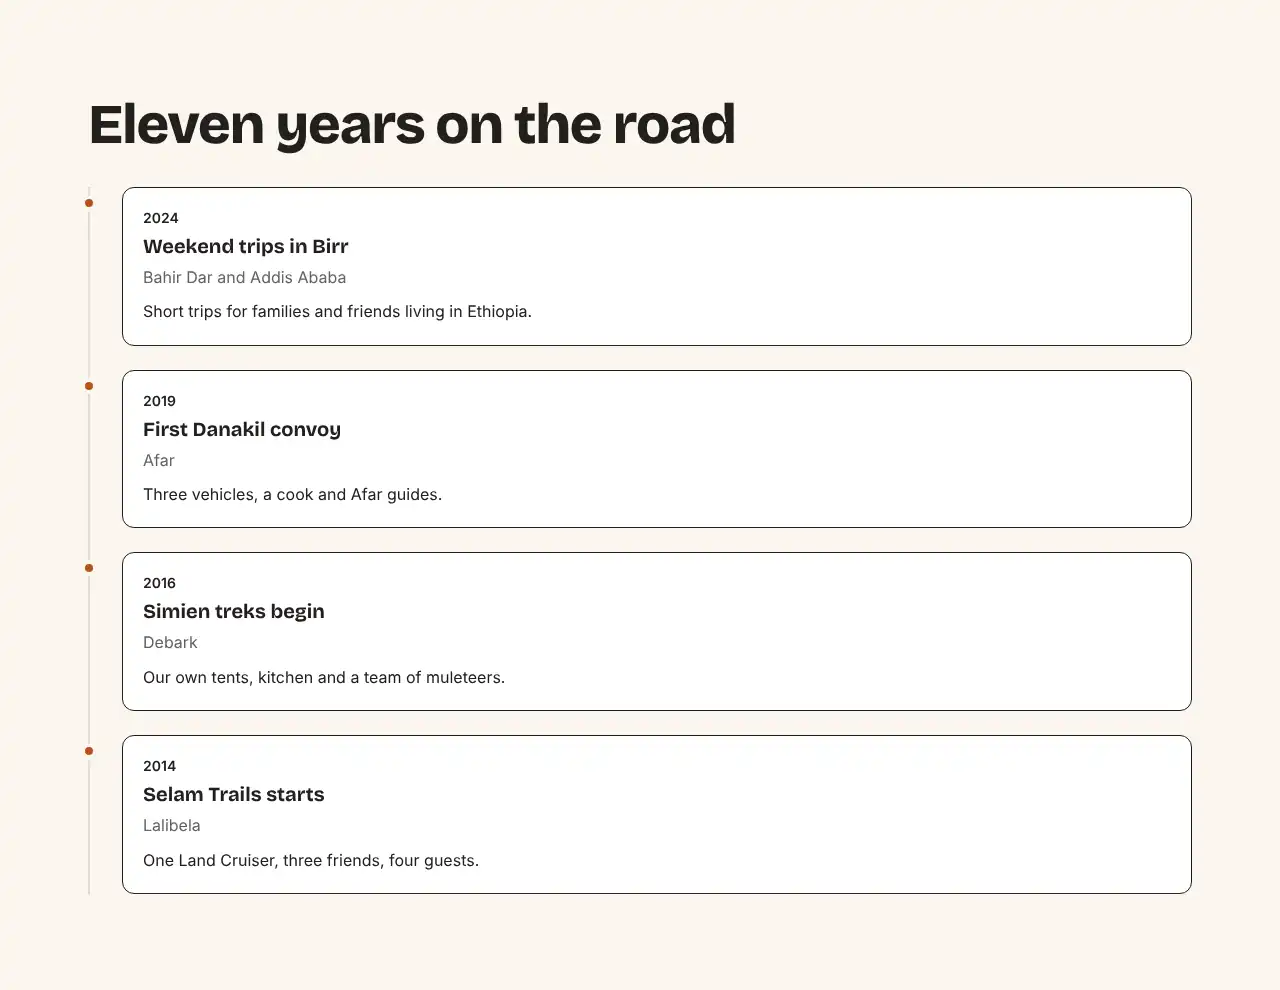 Eleven years on the road
2024
Weekend trips in Birr
Bahir Dar and Addis Ababa
Short trips for families and friends living in Ethiopia.
2019
First Danakil convoy
Afar
Three vehicles, a cook and Afar guides.
2016
Simien treks begin
Debark
Our own tents, kitchen and a team of muleteers.
2014
Selam Trails starts
Lalibela
One Land Cruiser, three friends, four guests.